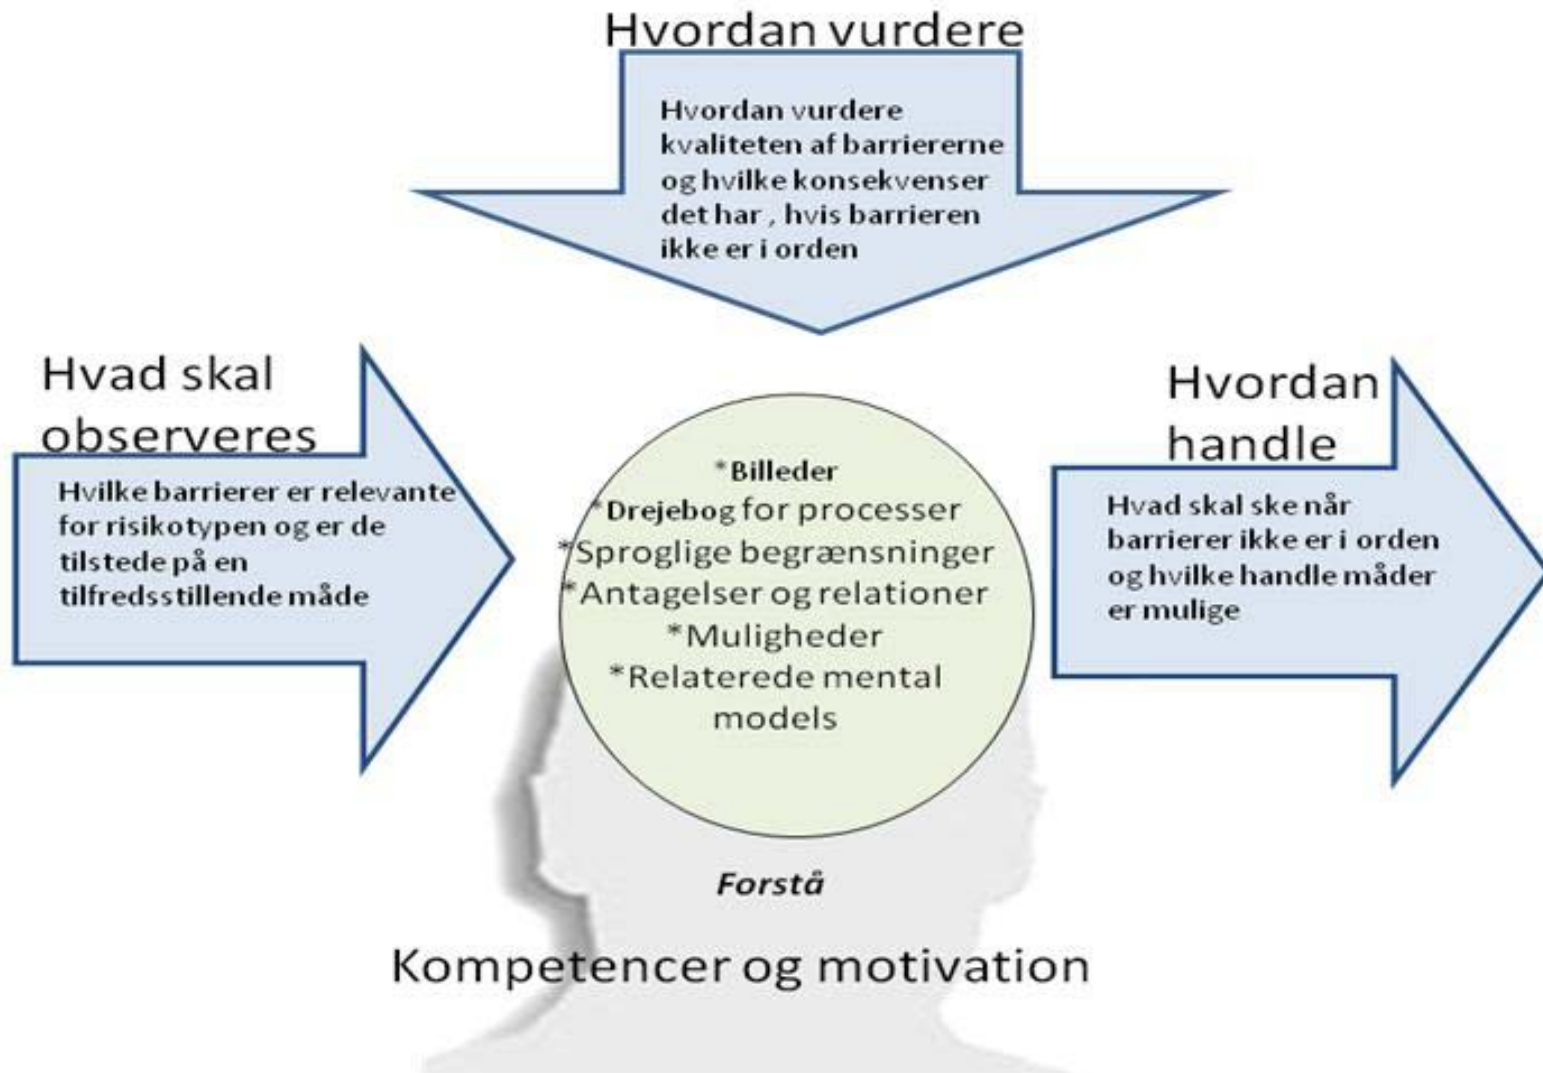 Hvordan vurdere
Hvordan vurdere
kvaliteten af barriererne
og hvilke konsekvenser
det har , hvis barrieren
ikke er i orden
Hvad skal
observeres
Hvilke barrierer er relevante
for risikotypen og er de
tilstede på en
tilfredsstillende måde
*Billeder
*Drejebog for processer
*Sproglige begrænsninger
*Antagelser og relationer
*Muligheder
*Relaterede mental
models
Hvordan
handle
Hvad skal ske når
barrierer ikke er i orden
og hvilke handle måder
er mulige
Forstå
Kompetencer og motivation